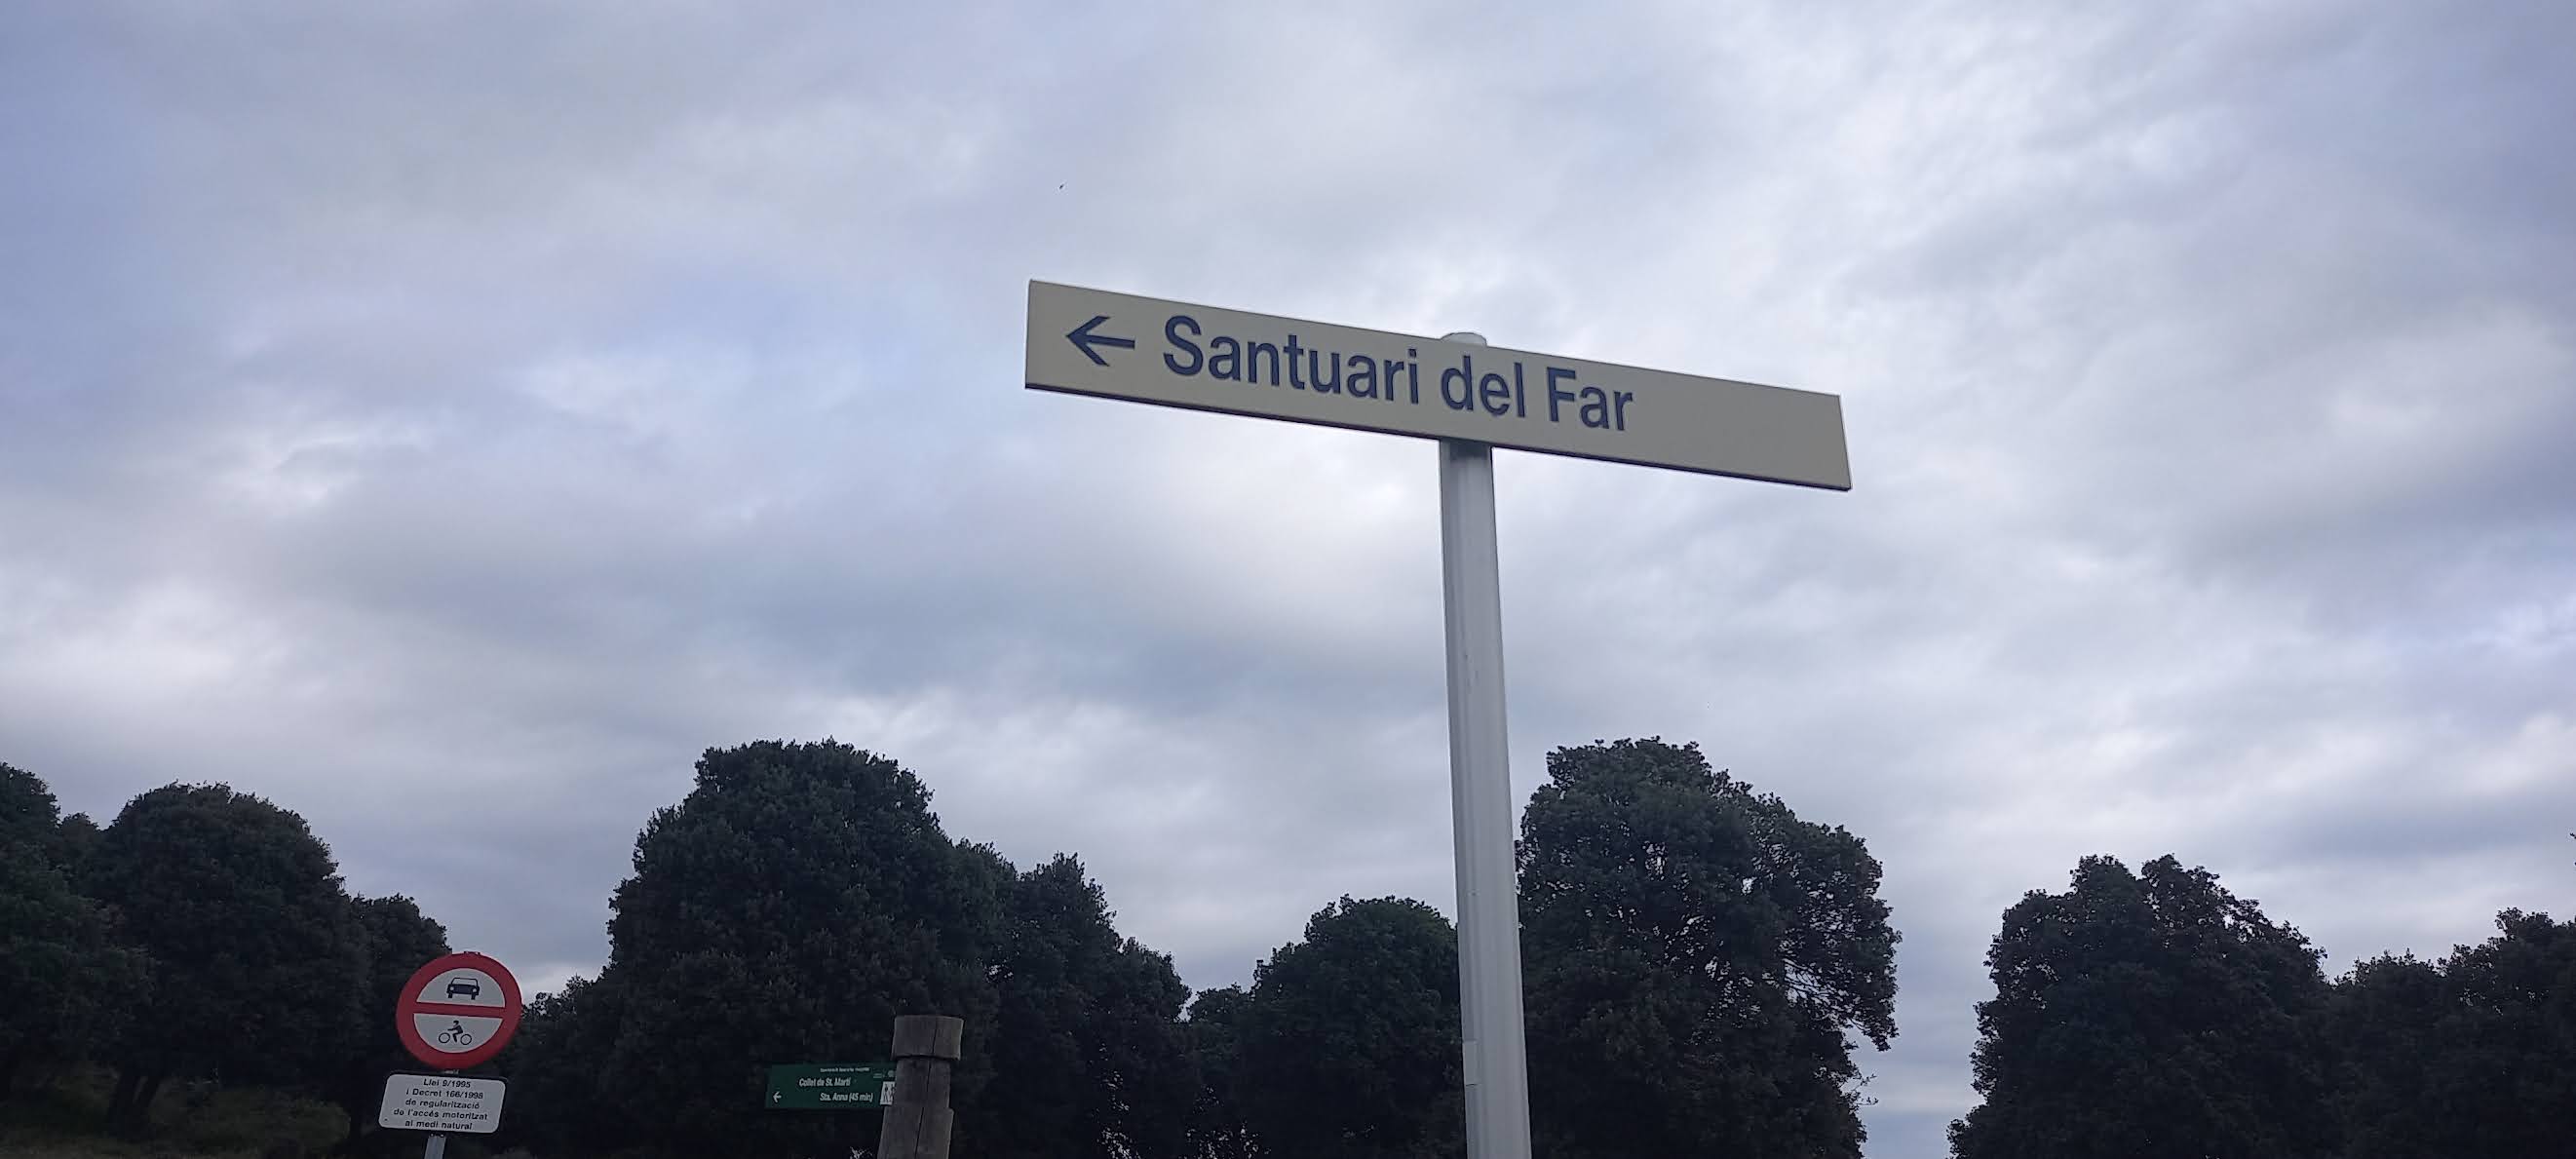 Santuari del Far
Collet de St. Martí
Sta. Anna (45 min)
Llei 9/1995
i Decret 166/1998
de regularització
de l'accés motoritzat
al medi natural